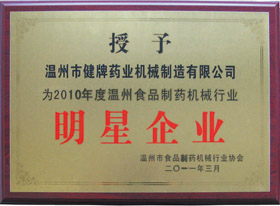 授予
温州市健牌药业机械制造有限公司
为2010年度温州食品制药机械行业
明星企业
温州市食品制药机械行业协会
二〇一一年三月